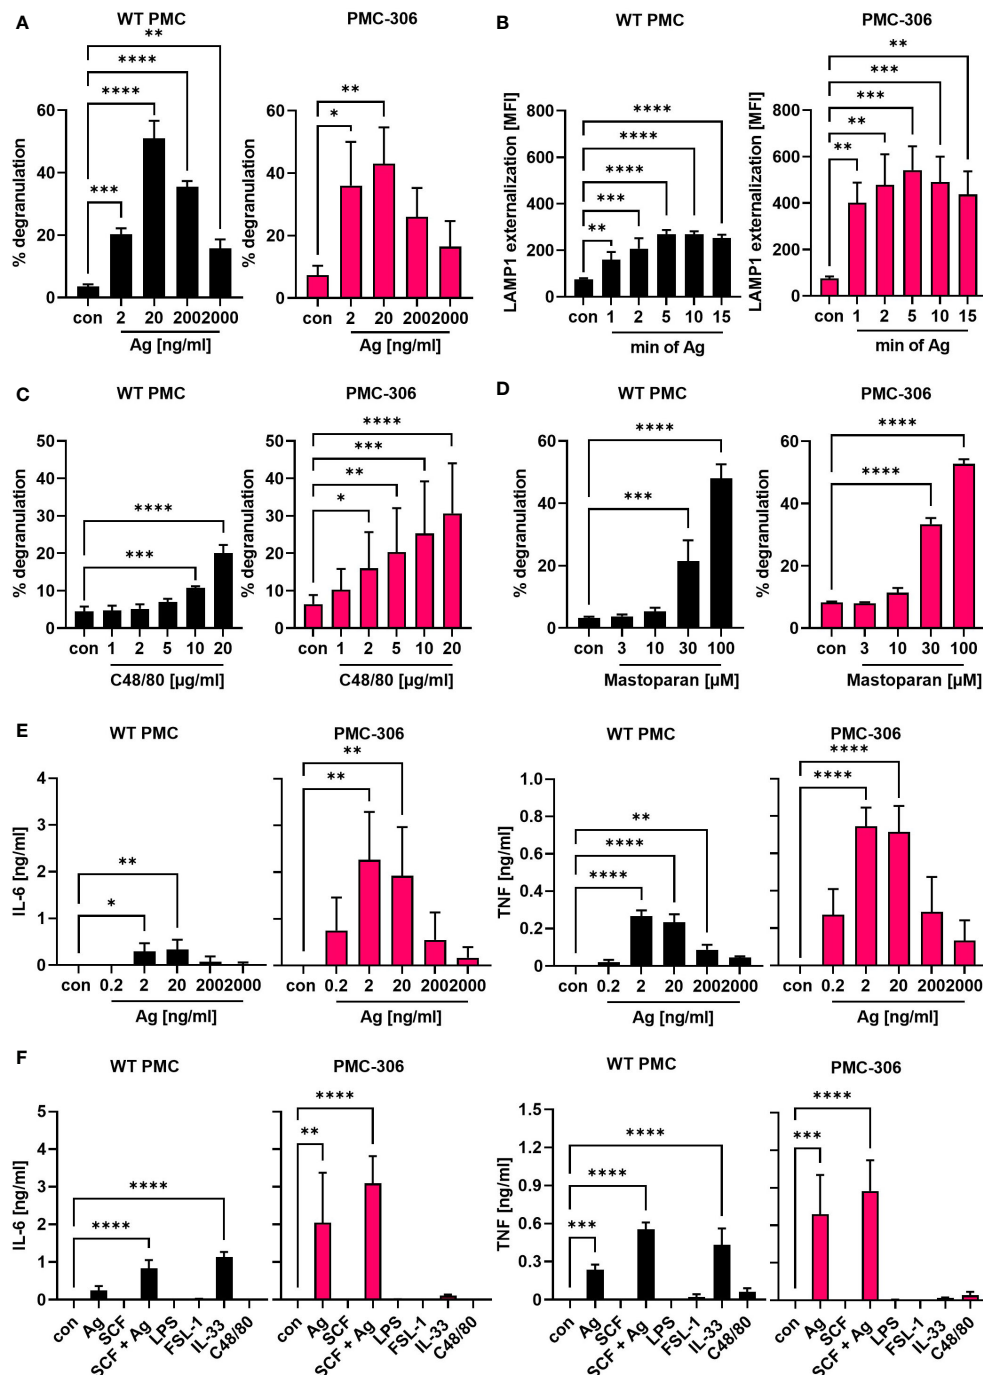 A
WT PMC
PMC-306
** 
****
****
***
**
*
% degranulation
60
40
20
0
con 2 20 200 2000
Ag [ng/ml]
% degranulation
60
40
20
0
con 2 20 200 2000
Ag [ng/ml]
B
WT PMC
PMC-306
****
****
****
***
**
**
***
***
**
**
LAMP1 externalization [MFI]
800
600
400
200
0
con 1 2 5 10 15
min of Ag
LAMP1 externalization [MFI]
800
600
400
200
0
con 1 2 5 10 15
min of Ag
C
WT PMC
PMC-306
****
***
****
***
**
*
% degranulation
50
40
30
20
10
0
con 1 2 5 10 20
C48/80 [µg/ml]
% degranulation
50
40
30
20
10
0
con 1 2 5 10 20
C48/80 [µg/ml]
D
WT PMC
PMC-306
****
***
****
****
% degranulation
60
40
20
0
con 3 10 30 100
Mastoparan [µM]
% degranulation
60
40
20
0
con 3 10 30 100
Mastoparan [µM]
E
WT PMC
PMC-306
**
*
**
**
IL-6 [ng/ml]
4
3
2
1
0
con 0.2 2 20 200 2000
Ag [ng/ml]
con 0.2 2 20 200 2000
Ag [ng/ml]
WT PMC
PMC-306
**
****
****
****
****
TNF [ng/ml]
1.0
0.8
0.6
0.4
0.2
0
con 0.2 2 20 200 2000
Ag [ng/ml]
con 0.2 2 20 200 2000
Ag [ng/ml]
F
WT PMC
PMC-306
****
****
****
**
IL-6 [ng/ml]
5
4
3
2
1
0
con Ag SCF SCF + Ag LPS FSL-1 IL-33 C48/80
con Ag SCF SCF + Ag LPS FSL-1 IL-33 C48/80
WT PMC
PMC-306
****
****
***
****
***
TNF [ng/ml]
1.5
1.2
0.9
0.6
0.3
0
con Ag SCF SCF + Ag LPS FSL-1 IL-33 C48/80
con Ag SCF SCF + Ag LPS FSL-1 IL-33 C48/80